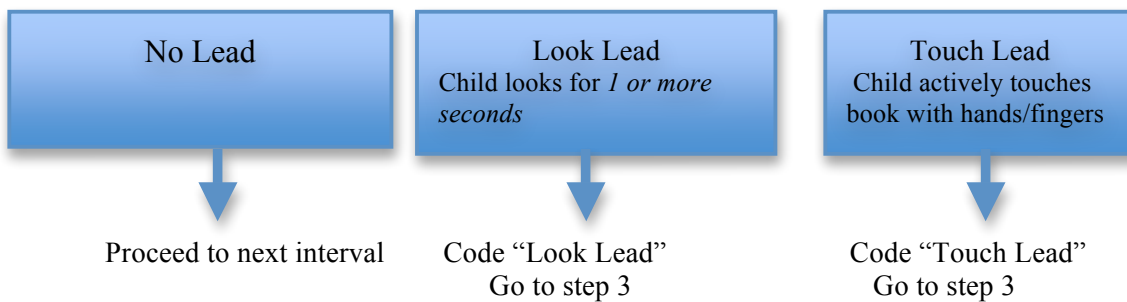 No Lead
Look Lead
Child looks for 1 or more
seconds
Touch Lead
Child actively touches
book with hands/fingers
Proceed to next interval
Code “Look Lead”
Go to step 3
Code “Touch Lead”
Go to step 3